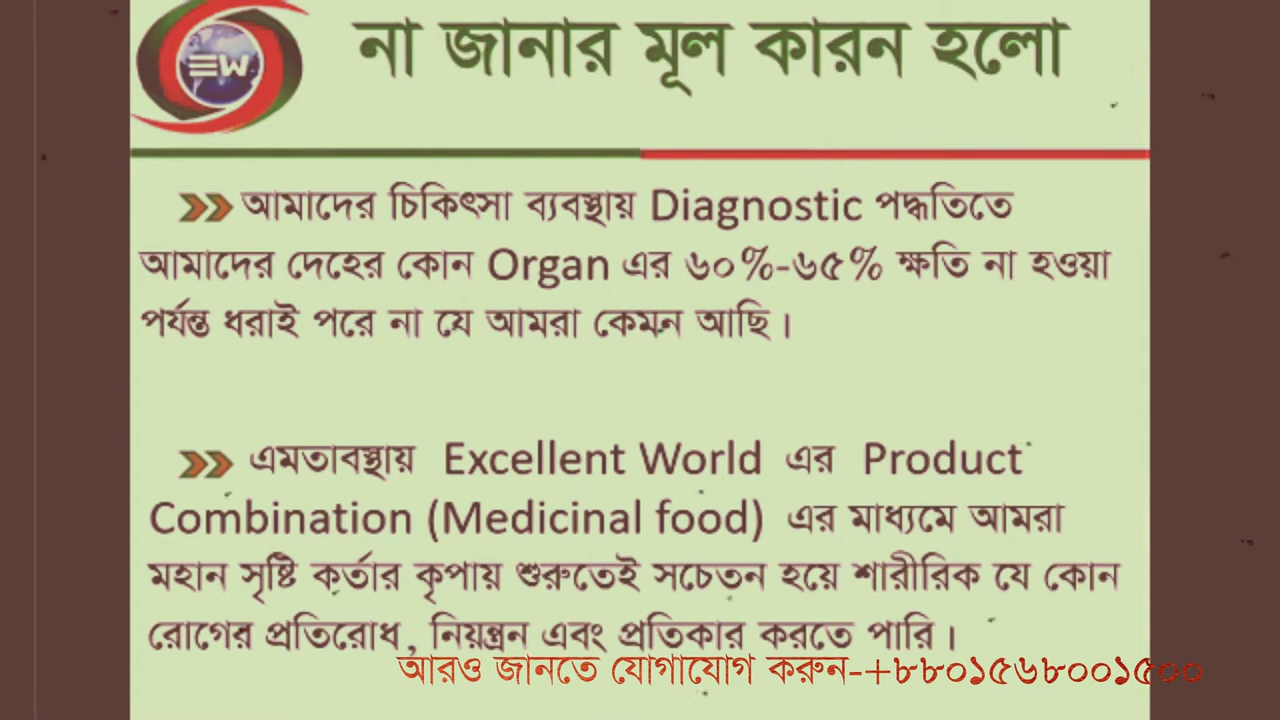 EW
না জানার মূল কারন হলো
আমাদের চিকিৎসা ব্যবস্থায় Diagnostic পদ্ধতিতে
আমাদের দেহের কোন Organ এর ৬০%-৬৫% ক্ষতি না হওয়া
পর্যন্ত ধরাই পরে না যে আমরা কেমন আছি।
এমতাবস্থায় Excellent World এর Product
Combination (Medicinal food) এর মাধ্যমে আমরা
মহান সৃষ্টি কর্তার কৃপায় শুরুতেই সচেতন হয়ে শারীরিক যে কোন
রোগের প্রতিরোধ, নিয়ন্ত্রন এবং প্রতিকার করতে পারি।
আরও জানতে যোগাযোগ করুন-+৮৮০১৫৬৮০০১৫০০